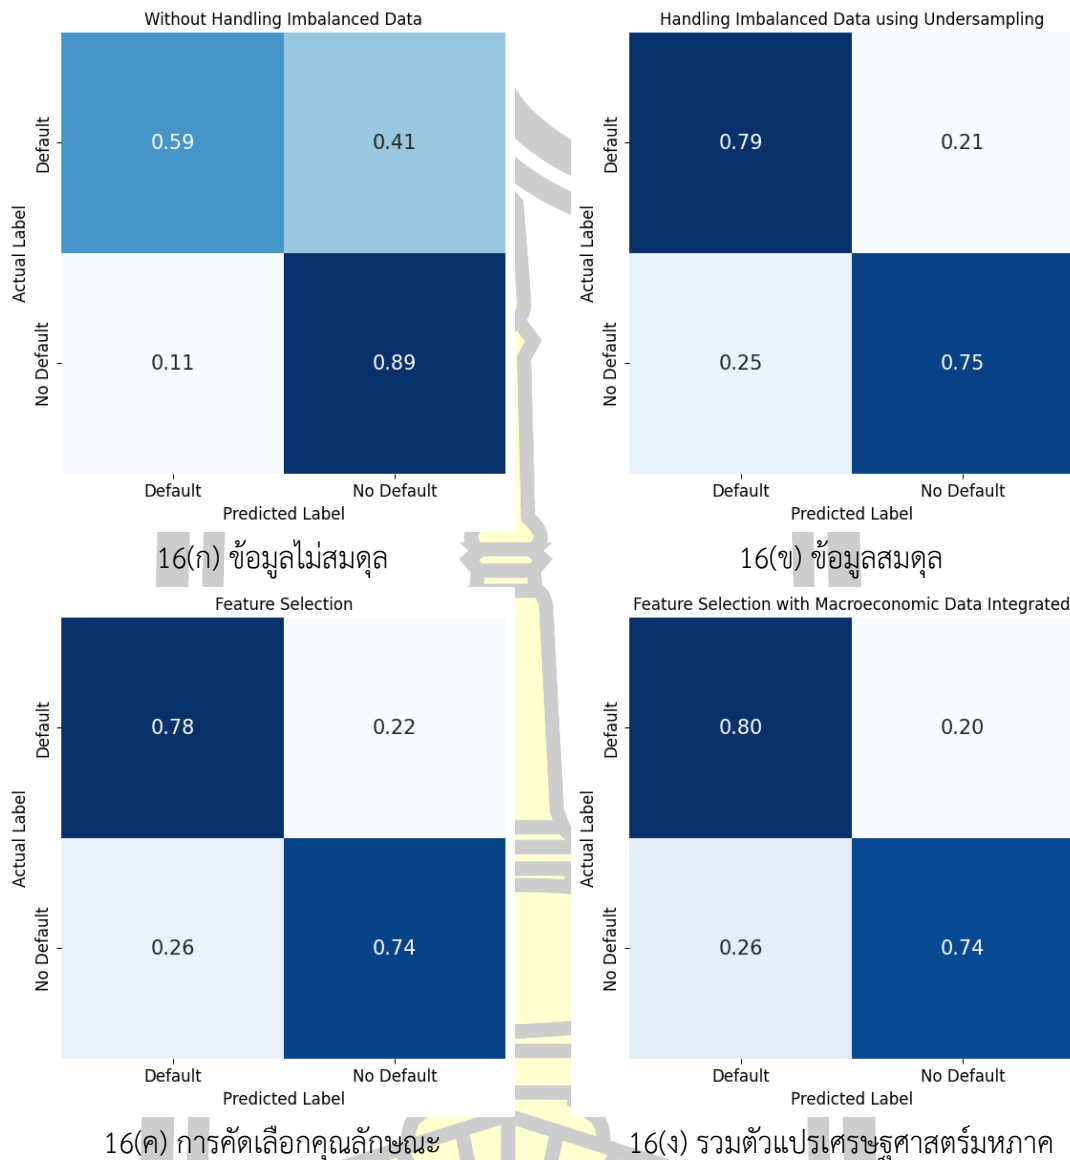 Without Handling Imbalanced Data
Default
0.59
0.41
Actual Label
No Default
0.11
0.89
Default
No Default
Predicted Label
16(ก) ข้อมูลไม่สมดุล
Handling Imbalanced Data using Undersampling
Default
0.79
0.21
Actual Label
No Default
0.25
0.75
Default
No Default
Predicted Label
16(ข) ข้อมูลสมดุล
Feature Selection
Default
0.78
0.22
Actual Label
No Default
0.26
0.74
Default
No Default
Predicted Label
16(ค) การคัดเลือกคุณลักษณะ
Feature Selection with Macroeconomic Data Integrated
Default
0.80
0.20
Actual Label
No Default
0.26
0.74
Default
No Default
Predicted Label
16(ง) รวมตัวแปรเศรษฐศาสตร์มหภาค